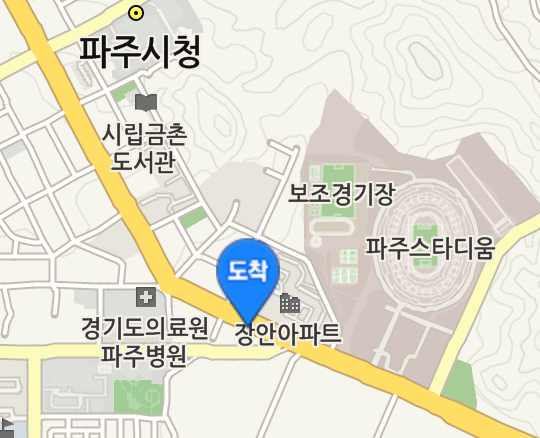 파주시청
시립금촌
도서관
보조경기장
파주스타디움
도착
경기도의료원
파주병원
장안아파트